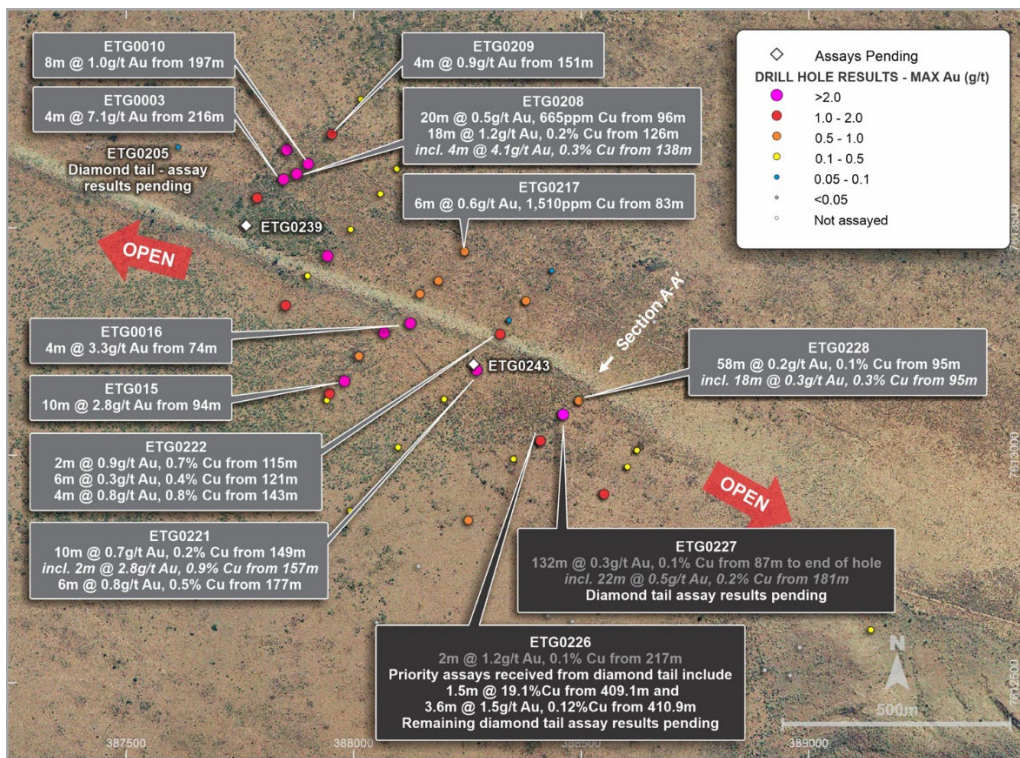 ETG0010
8m @ 1.0g/t Au from 197m
ETG0209
4m @ 0.9g/t Au from 151m
ETG0003
4m @ 7.1g/t Au from 216m
ETG0208
20m @ 0.5g/t Au, 665ppm Cu from 96m
18m @ 1.2g/t Au, 0.2% Cu from 126m
incl. 4m @ 4.1g/t Au, 0.3% Cu from 138m
ETG0205
Diamond tail - assay
results pending
ETG0217
6m @ 0.6g/t Au, 1,510ppm Cu from 83m
Assays Pending
DRILL HOLE RESULTS - MAX Au (g/t)
>2.0
1.0 - 2.0
0.5 - 1.0
0.1 - 0.5
0.05 - 0.1
<0.05
Not assayed
ETG0239
OPEN
Section A-A'
7613500
ETG0016
4m @ 3.3g/t Au from 74m
ETG015
10m @ 2.8g/t Au from 94m
ETG0243
ETG0228
58m @ 0.2g/t Au, 0.1% Cu from 95m
incl. 18m @ 0.3g/t Au, 0.3% Cu from 95m
ETG0222
2m @ 0.9g/t Au, 0.7% Cu from 115m
6m @ 0.3g/t Au, 0.4% Cu from 121m
4m @ 0.8g/t Au, 0.8% Cu from 143m
7613000
OPEN
ETG0221
10m @ 0.7g/t Au, 0.2% Cu from 149m
incl. 2m @ 2.8g/t Au, 0.9% Cu from 157m
6m @ 0.8g/t Au, 0.5% Cu from 177m
ETG0227
132m @ 0.3g/t Au, 0.1% Cu from 87m to end of hole
incl. 22m @ 0.5g/t Au, 0.2% Cu from 181m
Diamond tail assay results pending
ETG0226
2m @ 1.2g/t Au, 0.1% Cu from 217m
Priority assays received from diamond tail include
1.5m @ 19.1%Cu from 409.1m and
3.6m @ 1.5g/t Au, 0.12%Cu from 410.9m
Remaining diamond tail assay results pending
N
500m
7612500
387500
388000
388500
389000